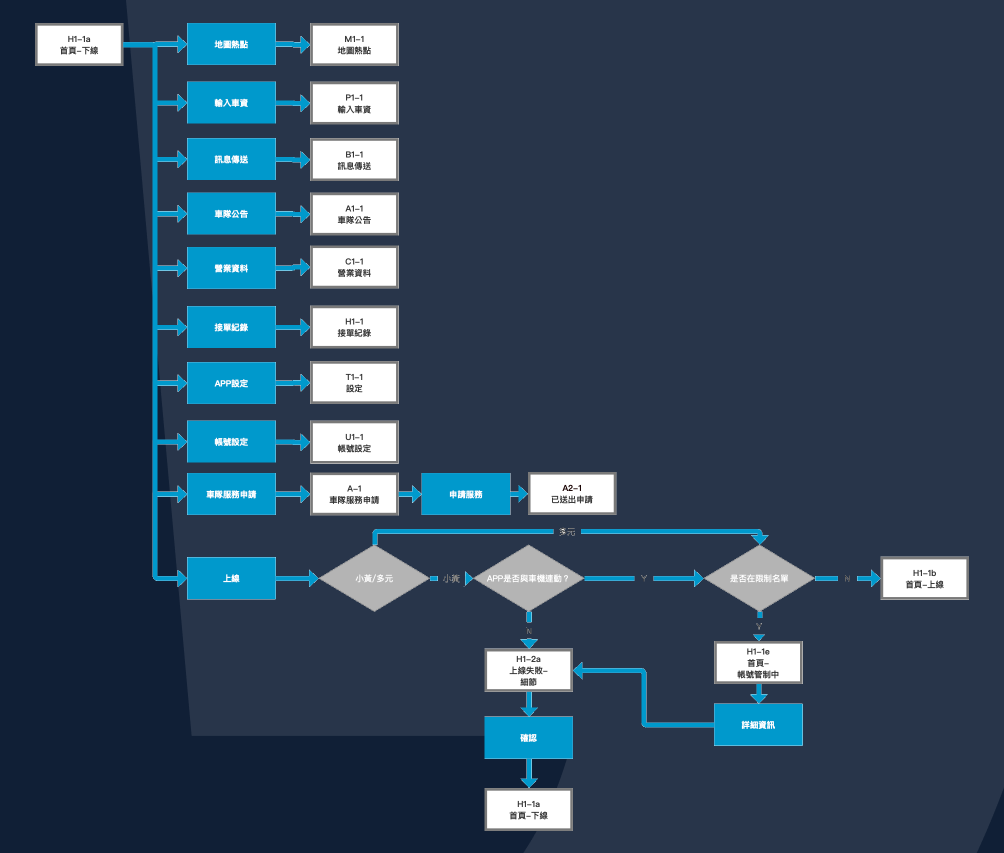 H1-1a
首頁-下線
地圖熱點
M1-1
地圖熱點
輸入車資
P1-1
輸入車資
訊息傳送
B1-1
訊息傳送
車隊公告
A1-1
車隊公告
營業資料
C1-1
營業資料
接單紀錄
H1-1
接單紀錄
APP設定
T1-1
設定
帳號設定
U1-1
帳號設定
車隊服務申請
A-1
車隊服務申請
申請服務
A2-1
已送出申請
多元
上線
小黃/多元
小黃
APP是否與車機連動？
Y
是否在限制名單
N
H1-1b
首頁-上線
N
Y
H1-2a
上線失敗-
細節
H1-1e
首頁-
帳號管制中
確認
詳細資訊
H1-1a
首頁-下線